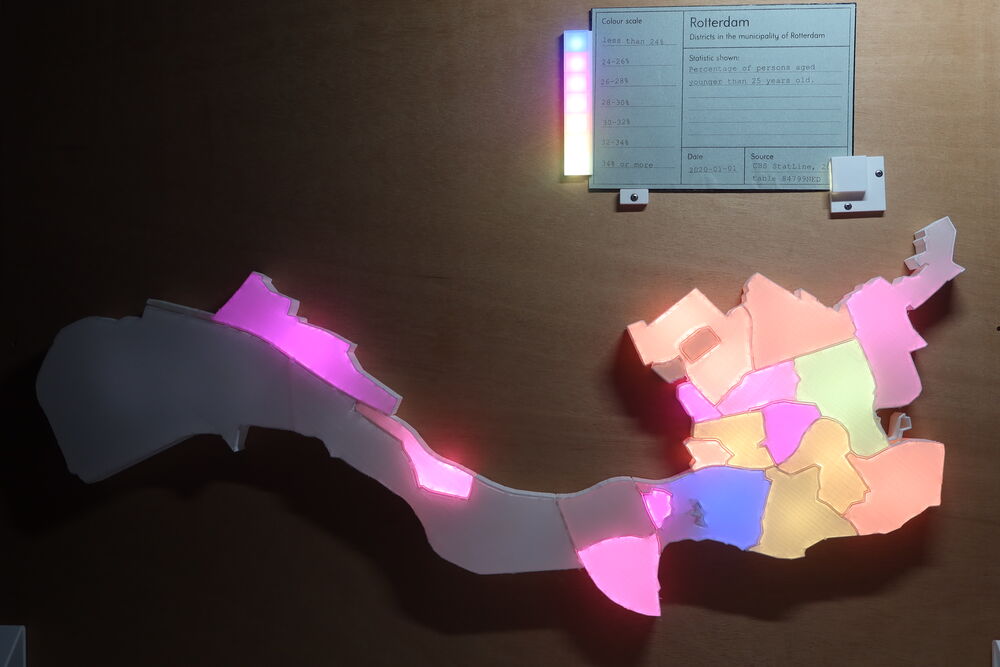 Colour scale
less than 24%
24-26%
26-28%
28-30%
30-32%
32-34%
34% or more
Rotterdam
Districts in the municipality of Rotterdam
Statistic shown:
Percentage of persons aged
younger than 25 years old.
Date
2020-01-01
Source
CBS StatLine, 2
table 84799NED